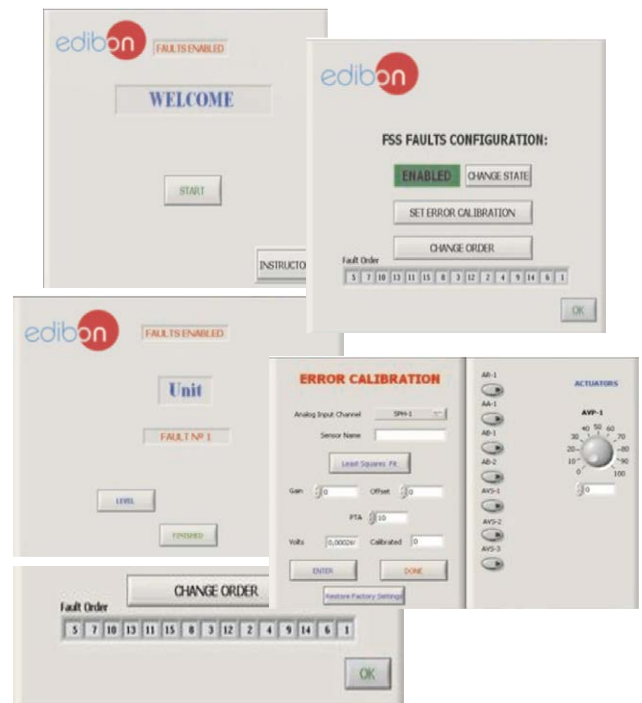 edibon FAULTS ENABLED
WELCOME
START
INSTRUCTO
edibon
FSS FAULTS CONFIGURATION:
ENABLED CHANGE STATE
SET ERROR CALIBRATION
CHANGE ORDER
Fault Order
5 7 10 13 11 15 8 3 12 2 4 9 14 6 1
OK
edibon FAULTS ENABLED
Unit
FAULT Nº 1
LEVEL
FINISHED
ERROR CALIBRATION
Analog Input Channel SPH-1
Sensor Name
Least Squares Fit
Gain 0 Offset 0
PTA 10
Volts Calibrated 0
ENTER DONE
Restore Factory Settings
AR-1
AA-1
AB-1
AB-2
AVS-1
AVS-2
AVS-3
ACTUATORS
AVP-1
0 10 20 30 40 50 60 70 80 90 100
0
CHANGE ORDER
Fault Order
5 7 10 13 11 15 8 3 12 2 4 9 14 6 1
OK